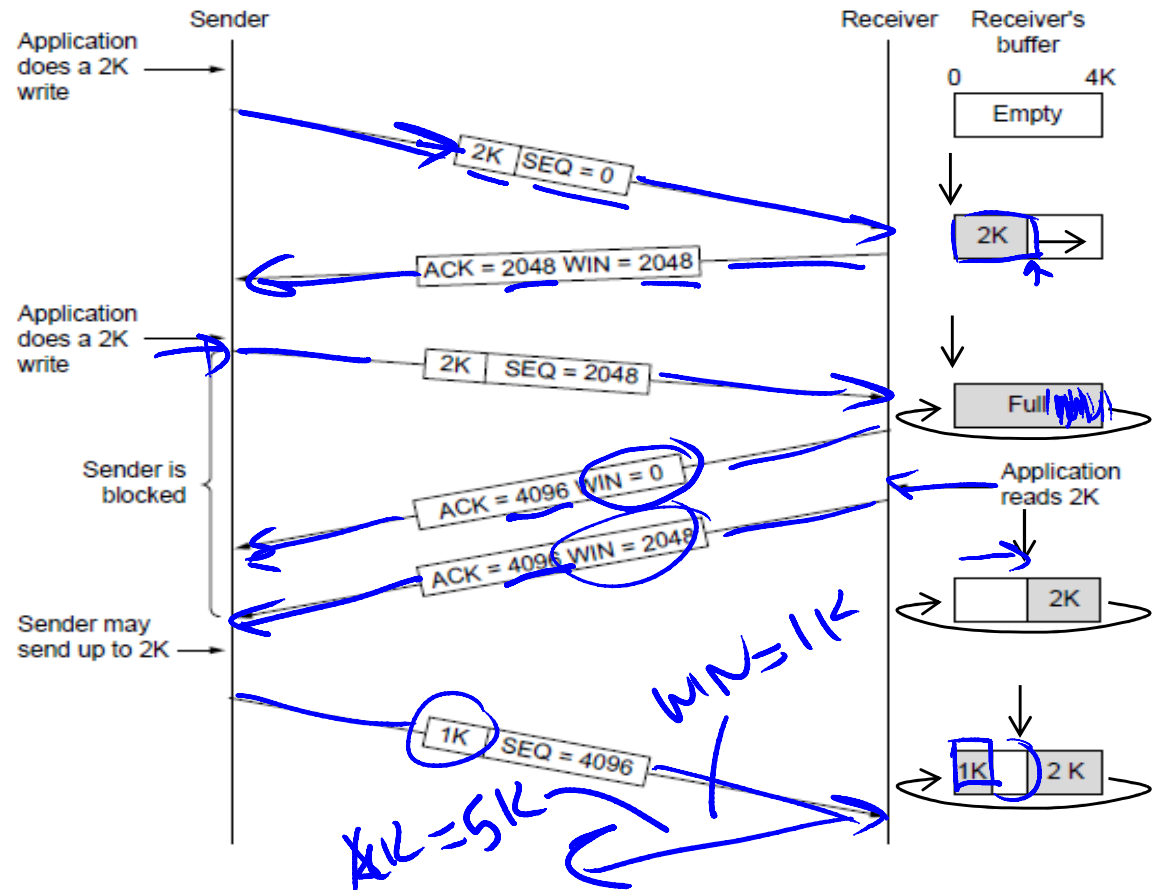 Sender
Receiver
Receiver's
buffer
Application
does a 2K
write
0 4K
Empty
2K SEQ = 0
2K
ACK = 2048 WIN = 2048
Application
does a 2K
write
2K SEQ = 2048
Full
Sender is
blocked
ACK = 4096 WIN = 0
Application
reads 2K
ACK = 4096 WIN = 2048
2K
Sender may
send up to 2K
WIN=1K
1K SEQ = 4096
1K 2 K
ACK=5K